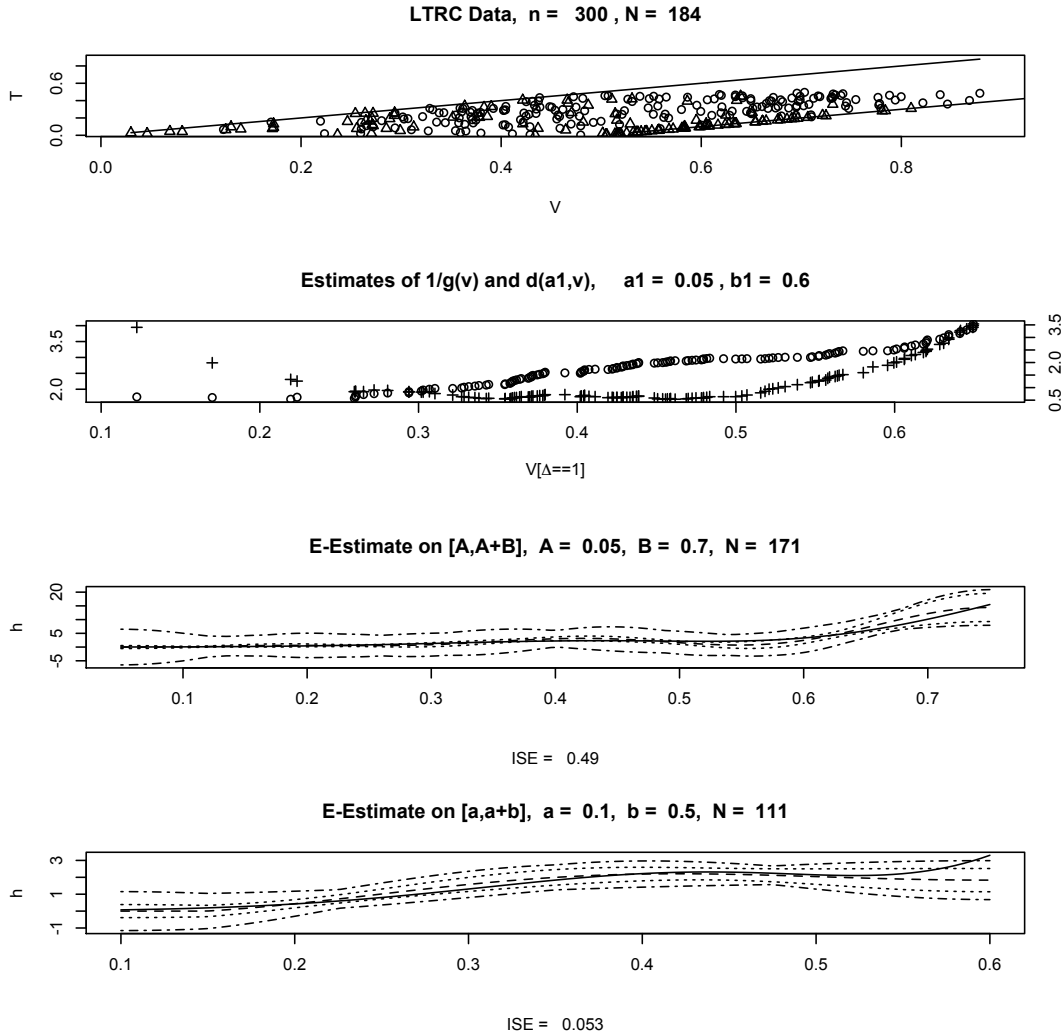 LTRC Data, n = 300 , N = 184
T
0.0 0.6
0.0 0.2 0.4 0.6 0.8
V
Estimates of 1/g(v) and d(a1,v), a1 = 0.05 , b1 = 0.6
2.0 3.5
0.5 2.0 3.5
0.1 0.2 0.3 0.4 0.5 0.6
V[Δ==1]
E-Estimate on [A,A+B], A = 0.05, B = 0.7, N = 171
h
-5 5 20
0.1 0.2 0.3 0.4 0.5 0.6 0.7
ISE = 0.49
E-Estimate on [a,a+b], a = 0.1, b = 0.5, N = 111
h
-1 1 3
0.1 0.2 0.3 0.4 0.5 0.6
ISE = 0.053